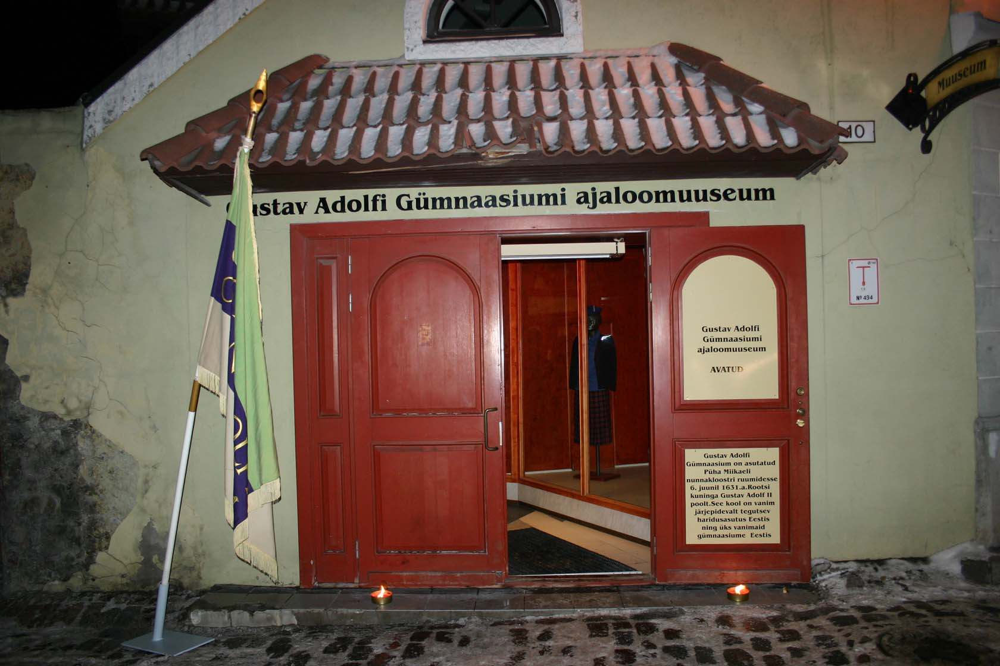 Muuseum
10
Gustav Adolfi Gümnaasiumi ajaloomuuseum
T
Nº 494
Gustav Adolfi
Gümnaasiumi
ajaloomuuseum
AVATUD
Gustav Adolfi
Gümnaasium on asutatud
Püha Miikaeli
nunnakloostri ruumidesse
6. juunil 1631.a.Rootsi
kuninga Gustav Adolf II
poolt.See kool on vanim
järjepidevalt tegutsev
haridusasutus Eestis
ning üks vanimaid
gümnaasiume Eestis